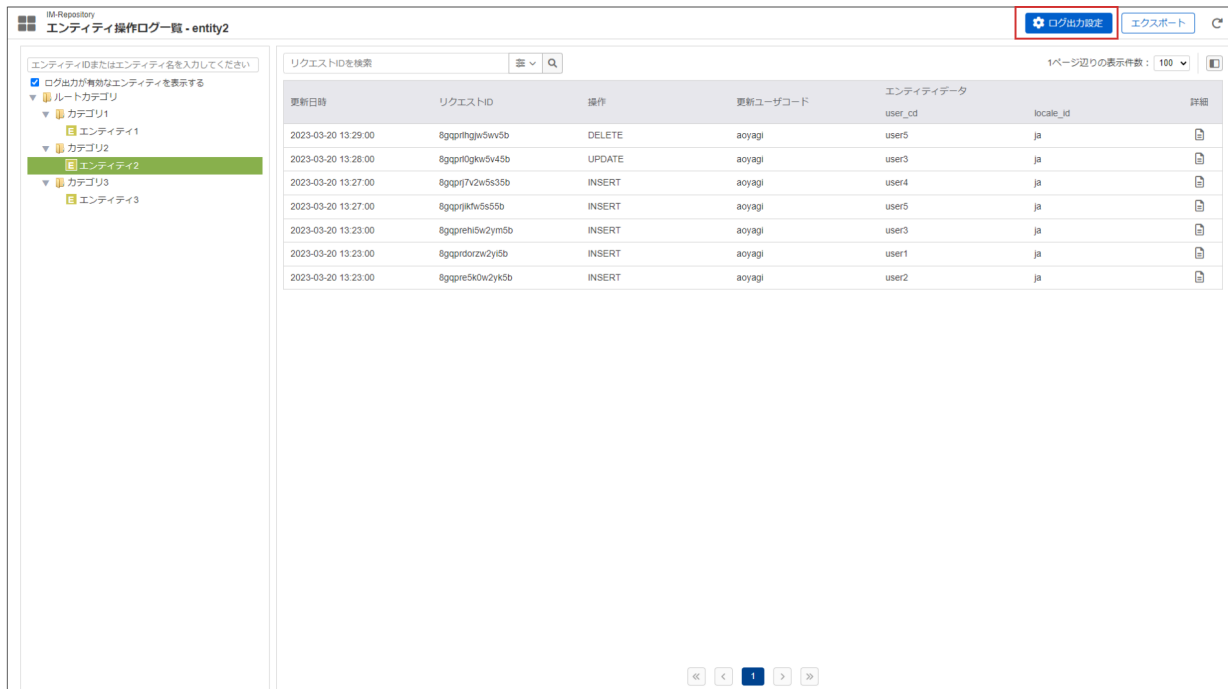 IM-Repository
エンティティ操作ログ一覧 - entity2
ログ出力設定
エクスポート
エンティティIDまたはエンティティ名を入力してください
ログ出力が有効なエンティティを表示する
ルートカテゴリ
カテゴリ1
E エンティティ1
カテゴリ2
E エンティティ2
カテゴリ3
E エンティティ3
リクエストIDを検索
1ページ辺りの表示件数： 100
更新日時 リクエストID 操作 更新ユーザコード エンティティデータ 詳細
user_cd locale_id
2023-03-20 13:29:00 8gqprlhgjw5wv5b DELETE aoyagi user5 ja
2023-03-20 13:28:00 8gqprl0gkw5v45b UPDATE aoyagi user3 ja
2023-03-20 13:27:00 8gqprj7v2w5s35b INSERT aoyagi user4 ja
2023-03-20 13:27:00 8gqprjikfw5s55b INSERT aoyagi user5 ja
2023-03-20 13:23:00 8gqprehi5w2ym5b INSERT aoyagi user3 ja
2023-03-20 13:23:00 8gqprdorzw2yi5b INSERT aoyagi user1 ja
2023-03-20 13:23:00 8gqpre5k0w2yk5b INSERT aoyagi user2 ja
1